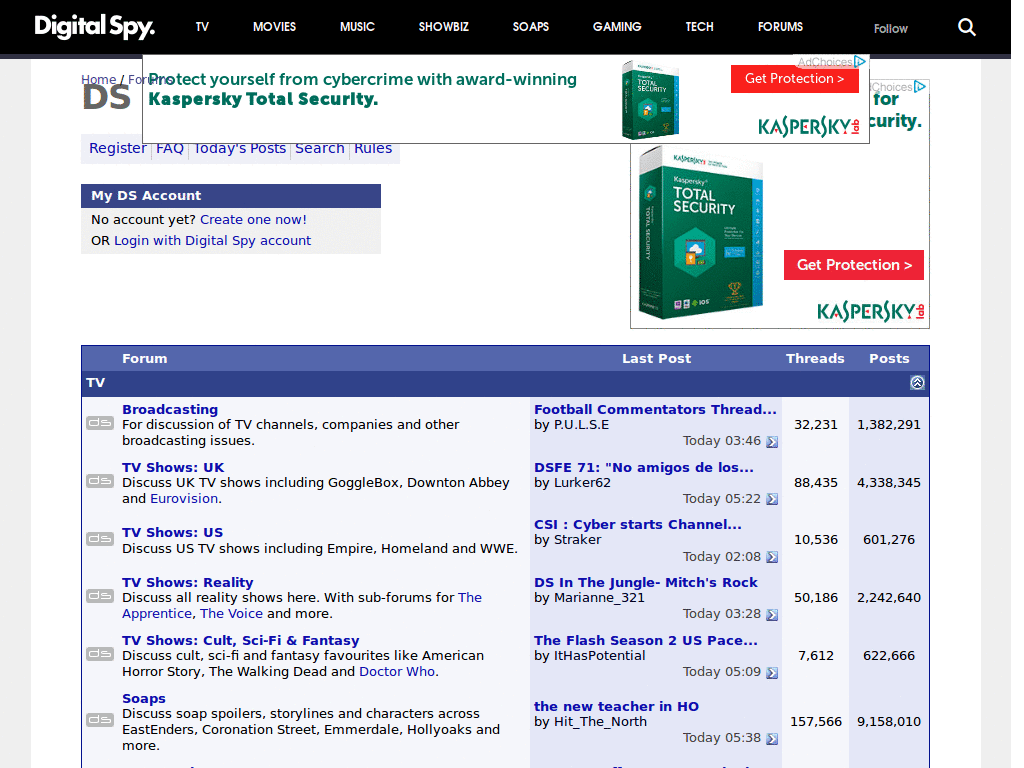 Digital Spy.
TV MOVIES MUSIC SHOWBIZ SOAPS GAMING TECH FORUMS Follow
Home / Forums
Protect yourself from cybercrime with award-winning
Kaspersky Total Security.
AdChoices
Get Protection >
KASPERSKY lab
Kaspersky
TOTAL
SECURITY
DS
Choices
for
curity.
Register FAQ Today's Posts Search Rules
KASPERSKY lab
Kaspersky
TOTAL
SECURITY
Get Protection >
KASPERSKY lab
My DS Account
No account yet? Create one now!
OR Login with Digital Spy account
Forum Last Post Threads Posts
TV
Broadcasting
For discussion of TV channels, companies and other
broadcasting issues.
Football Commentators Thread...
by P.U.L.S.E
Today 03:46
32,231 1,382,291
TV Shows: UK
Discuss UK TV shows including GoggleBox, Downton Abbey
and Eurovision.
DSFE 71: "No amigos de los...
by Lurker62
Today 05:22
88,435 4,338,345
TV Shows: US
Discuss US TV shows including Empire, Homeland and WWE.
CSI : Cyber starts Channel...
by Straker
Today 02:08
10,536 601,276
TV Shows: Reality
Discuss all reality shows here. With sub-forums for The
Apprentice, The Voice and more.
DS In The Jungle- Mitch's Rock
by Marianne_321
Today 03:28
50,186 2,242,640
TV Shows: Cult, Sci-Fi & Fantasy
Discuss cult, sci-fi and fantasy favourites like American
Horror Story, The Walking Dead and Doctor Who.
The Flash Season 2 US Pace...
by ItHasPotential
Today 05:09
7,612 622,666
Soaps
Discuss soap spoilers, storylines and characters across
EastEnders, Coronation Street, Emmerdale, Hollyoaks and
more.
the new teacher in HO
by Hit_The_North
Today 05:38
157,566 9,158,010